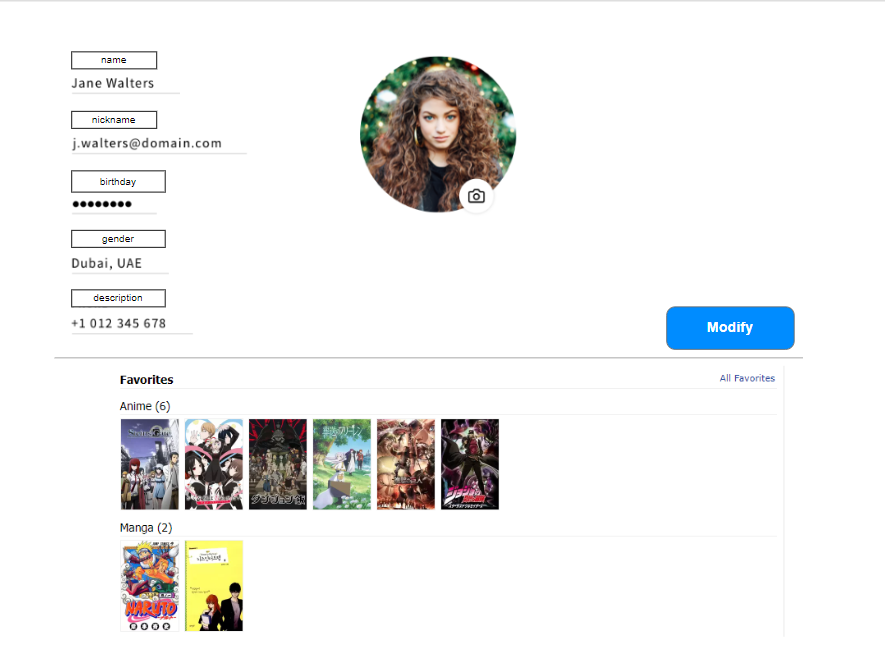 name
Jane Walters
nickname
j.walters@domain.com
birthday
••••••••
gender
Dubai, UAE
description
+1 012 345 678
Modify
Favorites
All Favorites
Anime (6)
Manga (2)
NARUTO